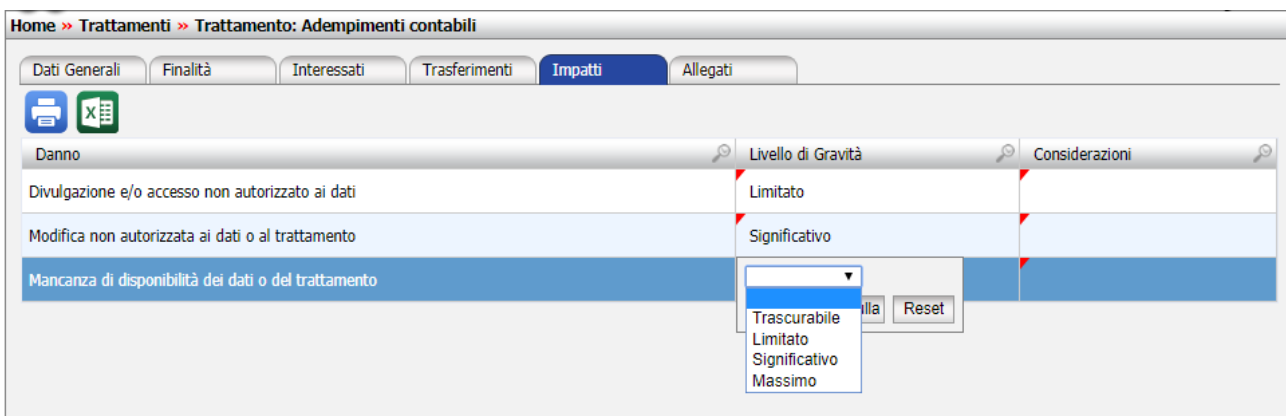 Home » Trattamenti » Trattamento: Adempimenti contabili
Dati Generali Finalità Interessati Trasferimenti Impatti Allegati
Danno Livello di Gravità Considerazioni
Divulgazione e/o accesso non autorizzato ai dati Limitato
Modifica non autorizzata ai dati o al trattamento Significativo
Mancanza di disponibilità dei dati o del trattamento
Reset
Trascurabile
Limitato
Significativo
Massimo